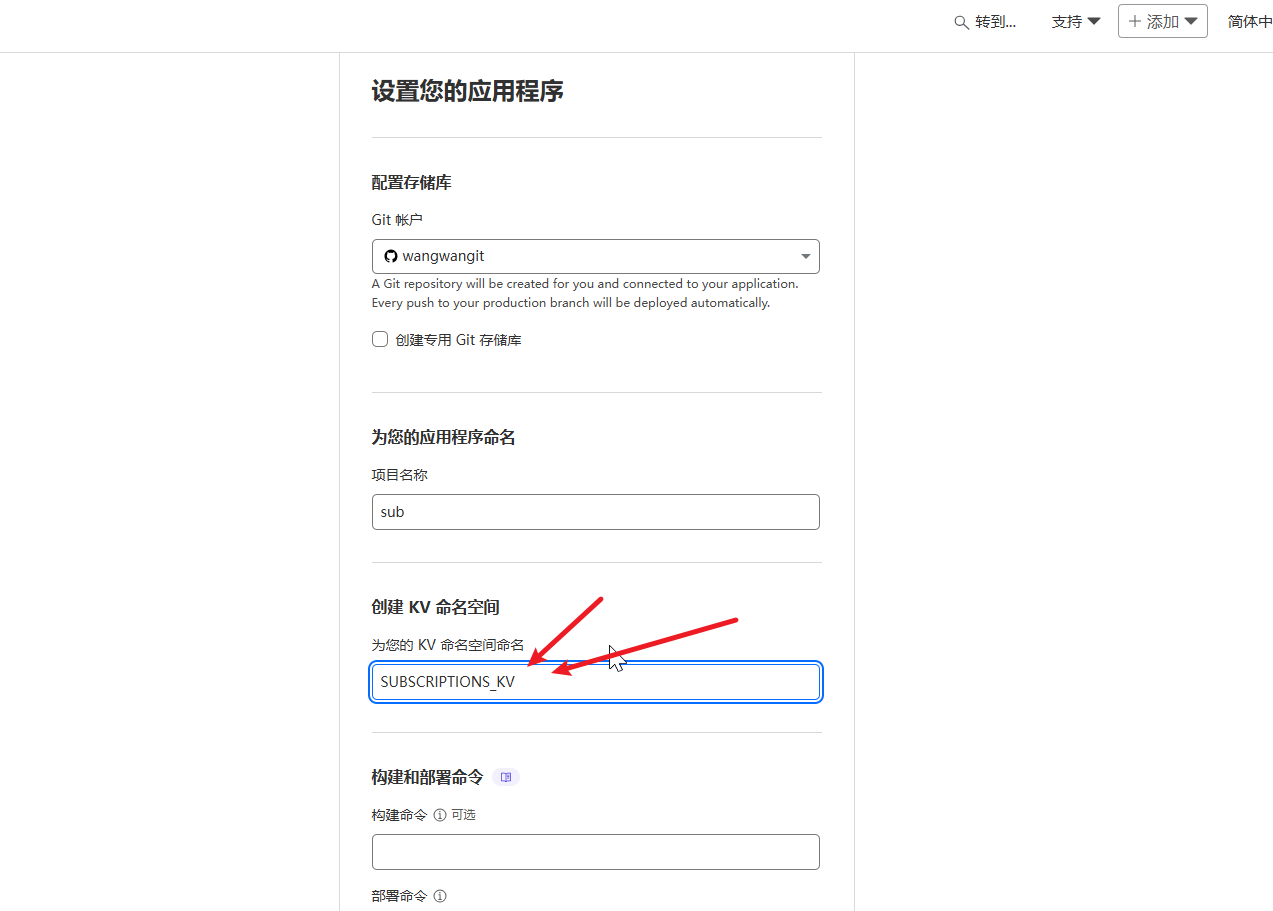 转到... 支持 添加 简体中
设置您的应用程序
配置存储库
Git 帐户
wangwangit
A Git repository will be created for you and connected to your application.
Every push to your production branch will be deployed automatically.
创建专用 Git 存储库
为您的应用程序命名
项目名称
sub
创建 KV 命名空间
为您的 KV 命名空间命名
SUBSCRIPTIONS_KV
构建和部署命令
构建命令 可选
部署命令